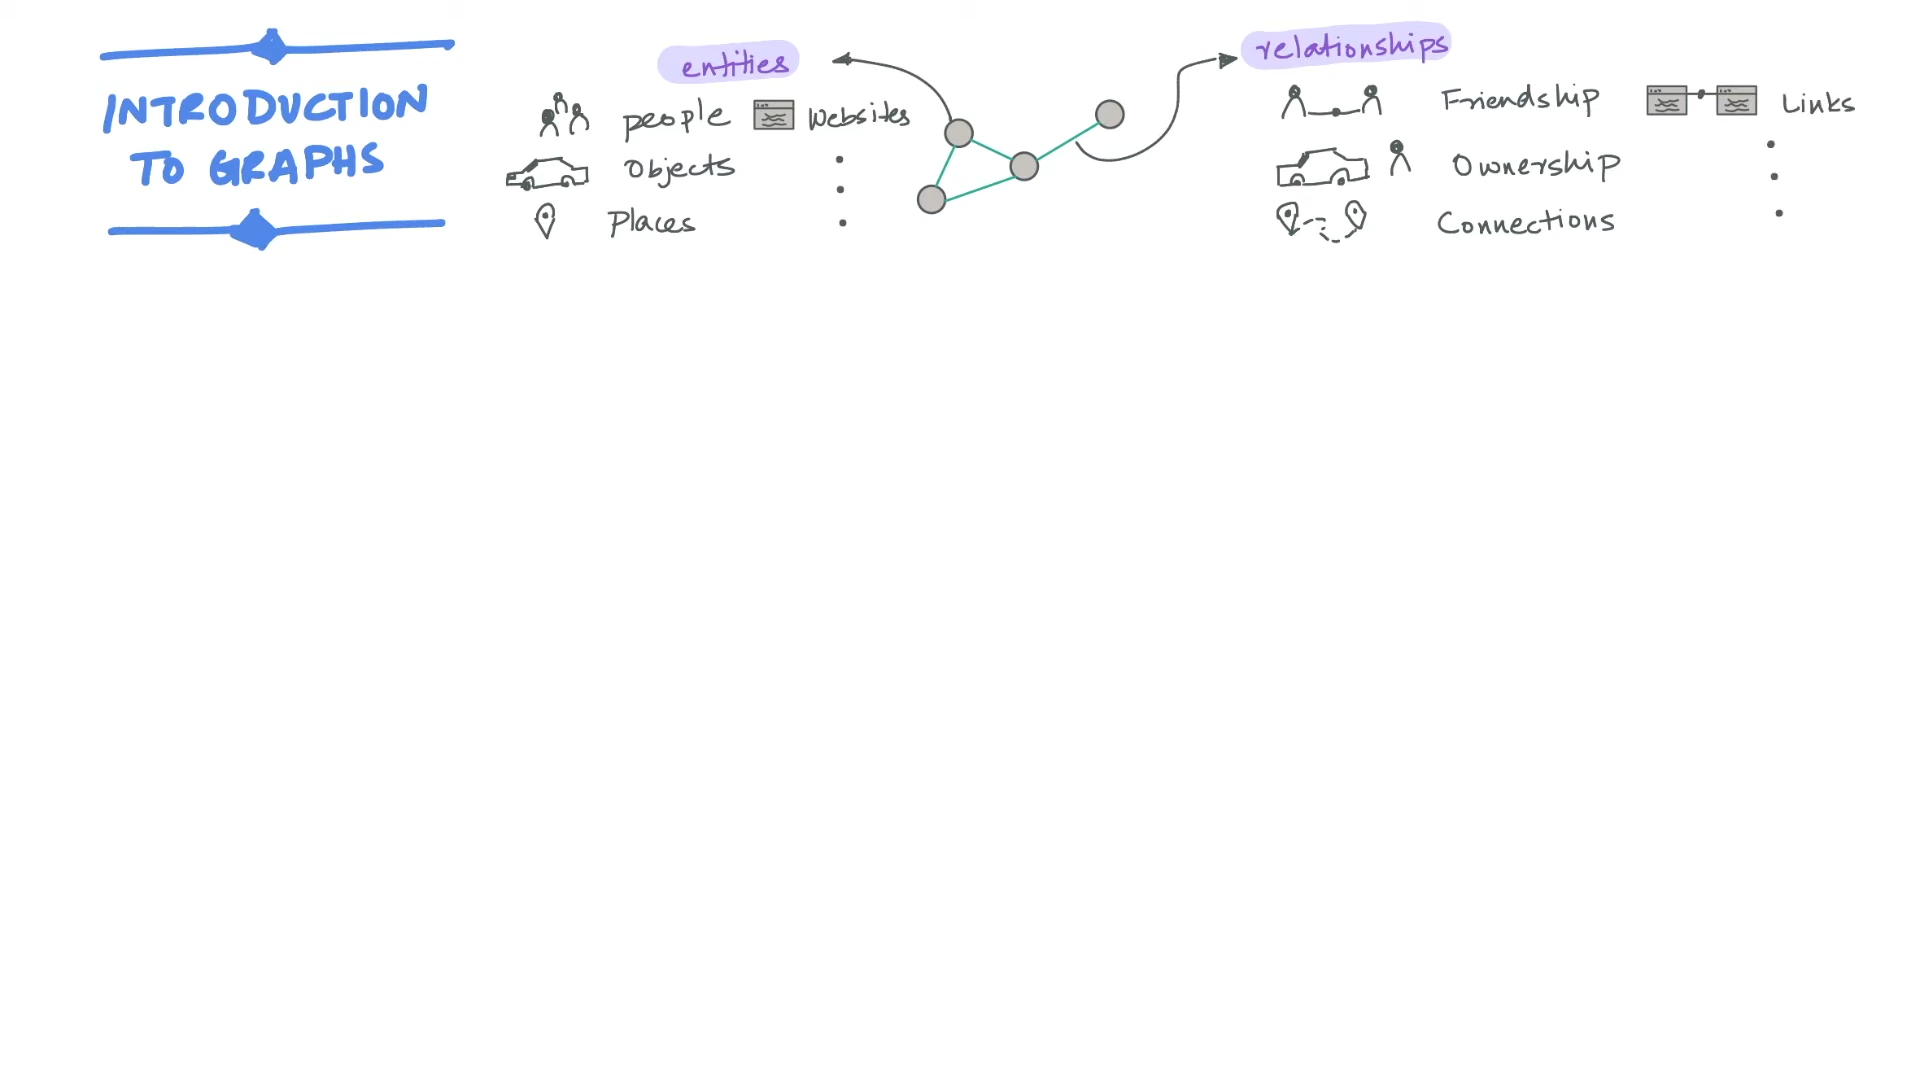 INTRODUCTION
TO GRAPHS
entities
people
Websites
Objects
Places
relationships
Friendship
Links
Ownership
Connections